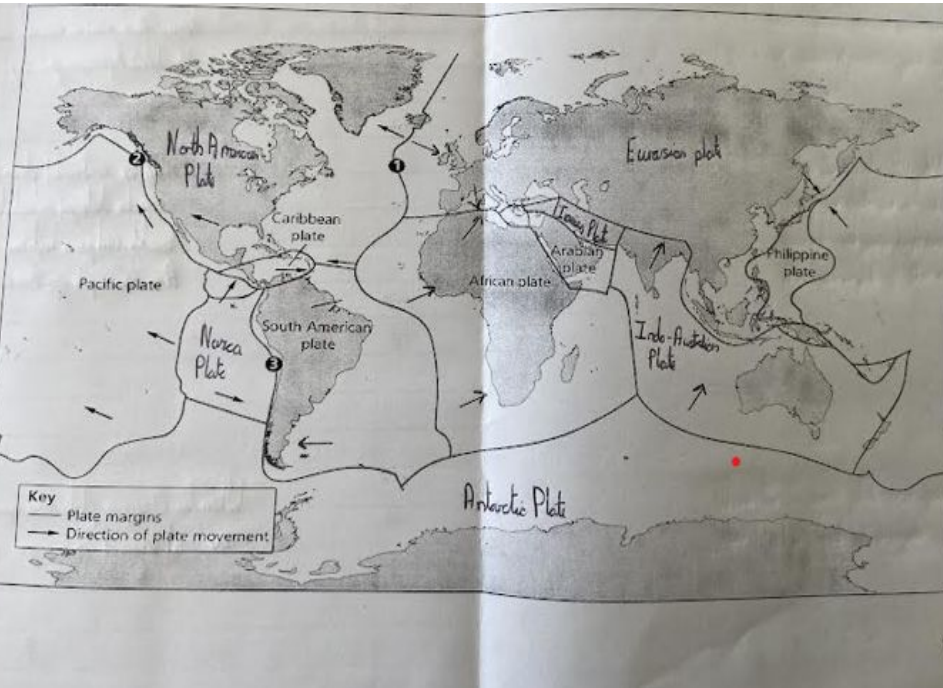 1
North American
Plate
2
Eurasian plate
Caribbean
plate
Iranian Plate
Arabian
plate
Philippine
plate
Pacific plate
African plate
South American
plate
Nazca
Plate
Indo-Australian
Plate
3
Antarctic Plate
Key
Plate margins
Direction of plate movement